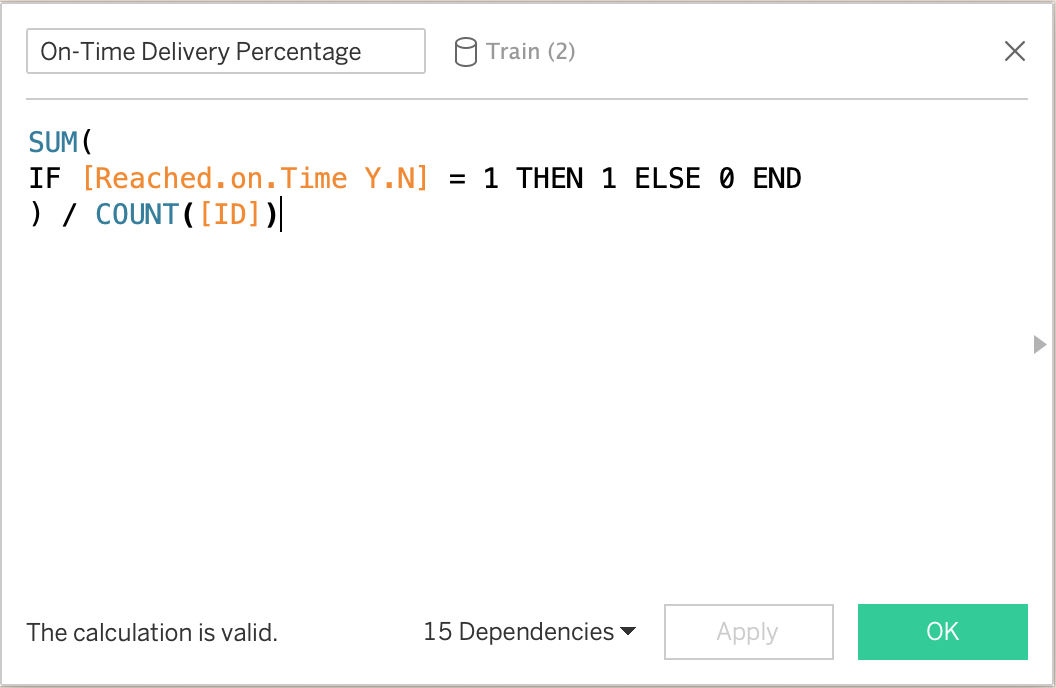 On-Time Delivery Percentage
Train (2)
SUM(
IF [Reached.on.Time Y.N] = 1 THEN 1 ELSE 0 END
) / COUNT([ID])
The calculation is valid.
15 Dependencies
Apply
OK